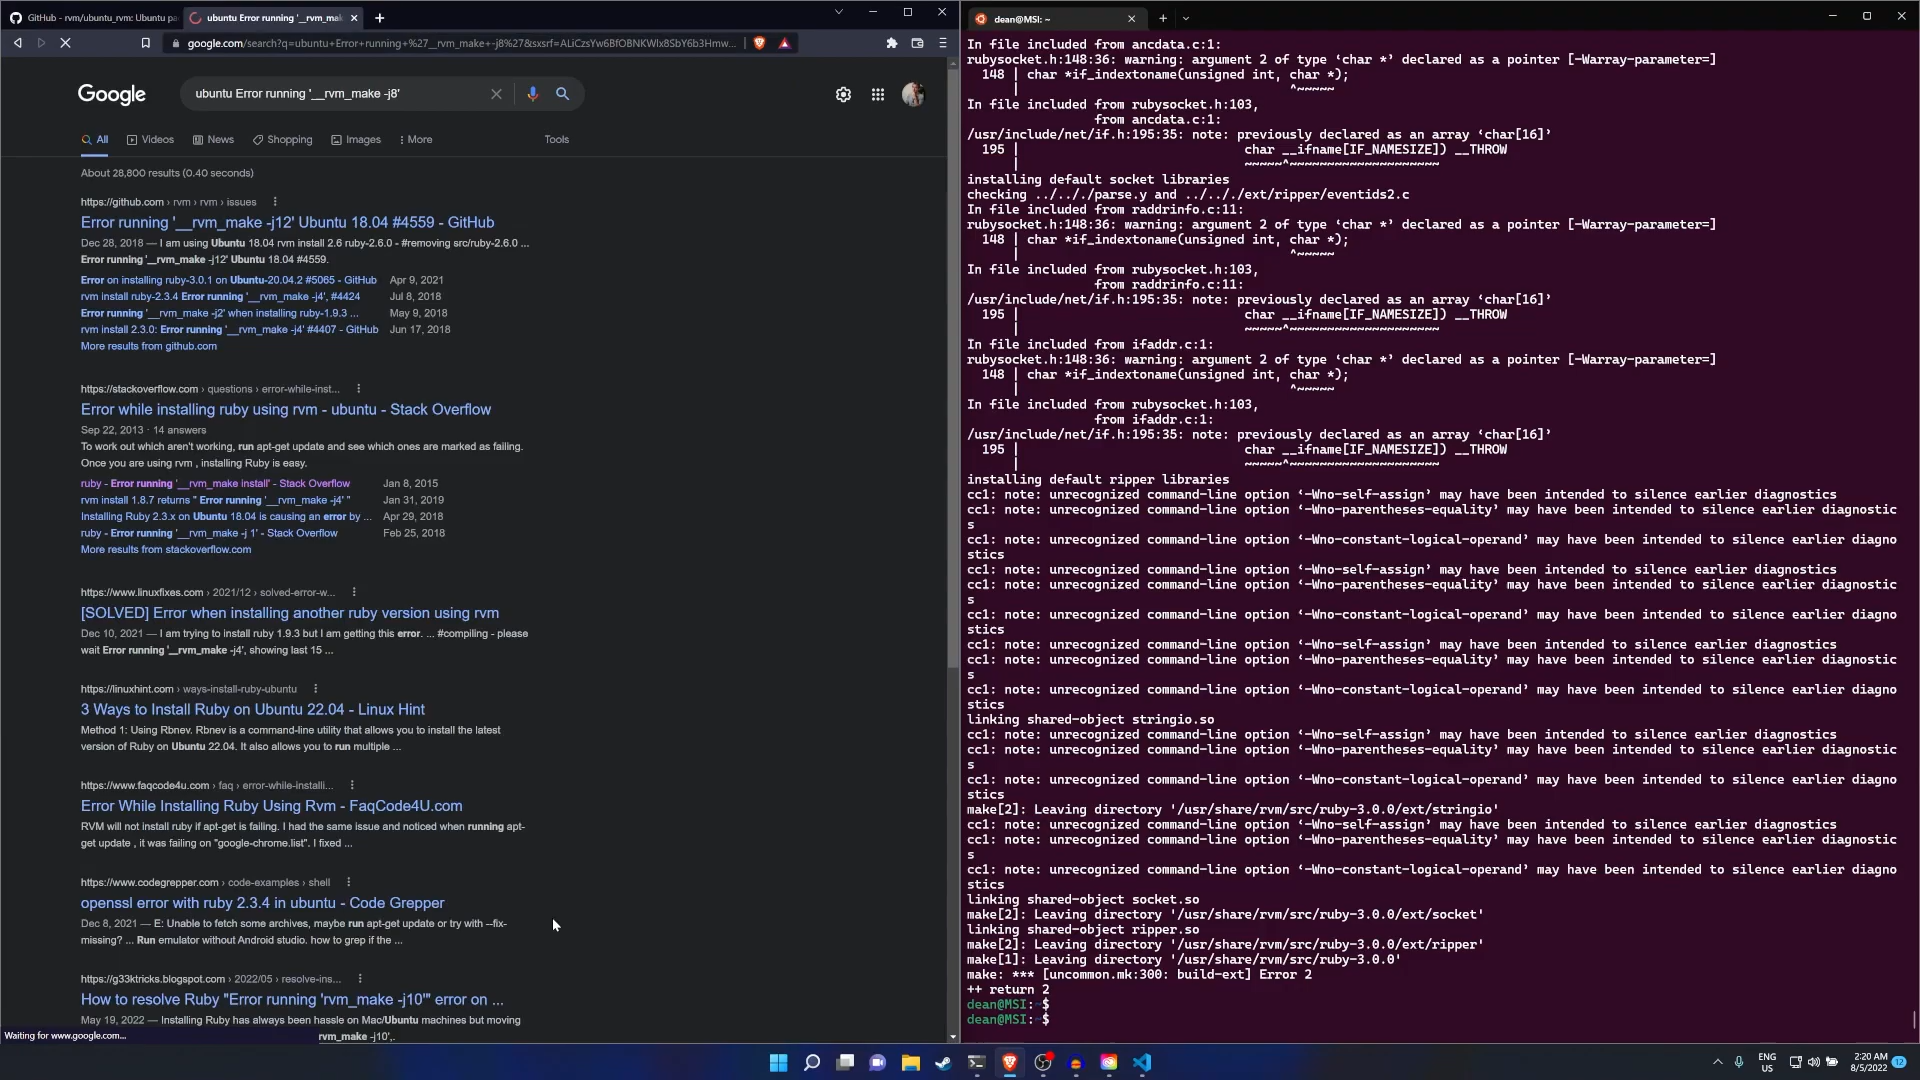 GitHub - rvm/ubuntu_rvm: Ubuntu pa
ubuntu Error running '__rvm_make
google.com/search?q=ubuntu+Error+running+%27__rvm_make+-j8%27&sxsrf=ALiCzsYw6BfOBNKWlx8SbY6b3Hmw...
Google
ubuntu Error running '__rvm_make -j8'
All
Videos
News
Shopping
Images
More
Tools
About 28,800 results (0.40 seconds)
https://github.com › rvm › rvm › issues
Error running '__rvm_make -j12' Ubuntu 18.04 #4559 - GitHub
Dec 28, 2018 — I am using Ubuntu 18.04 rvm install 2.6 ruby-2.6.0 - #removing src/ruby-2.6.0 ...
Error running '__rvm_make -j12' Ubuntu 18.04 #4559.
Error on installing ruby-3.0.1 on Ubuntu-20.04.2 #5065 - GitHub Apr 9, 2021
rvm install ruby-2.3.4 Error running '__rvm_make -j4', #4424 Jul 8, 2018
Error running '__rvm_make -j2' when installing ruby-1.9.3 ... May 9, 2018
rvm install 2.3.0: Error running '__rvm_make -j4' #4407 - GitHub Jun 17, 2018
More results from github.com
https://stackoverflow.com › questions › error-while-inst...
Error while installing ruby using rvm - ubuntu - Stack Overflow
Sep 22, 2013 · 14 answers
To work out which aren't working, run apt-get update and see which ones are marked as failing.
Once you are using rvm , installing Ruby is easy.
ruby - Error running '__rvm_make install' - Stack Overflow Jan 8, 2015
rvm install 1.8.7 returns " Error running '__rvm_make -j4' " Jan 31, 2019
Installing Ruby 2.3.x on Ubuntu 18.04 is causing an error by ... Apr 29, 2018
ruby - Error running '__rvm_make -j 1' - Stack Overflow Feb 25, 2018
More results from stackoverflow.com
https://www.linuxfixes.com › 2021/12 › solved-error-w...
[SOLVED] Error when installing another ruby version using rvm
Dec 10, 2021 — I am trying to install ruby 1.9.3 but I am getting this error. ... #compiling - please
wait Error running '__rvm_make -j4', showing last 15 ...
https://linuxhint.com › ways-install-ruby-ubuntu
3 Ways to Install Ruby on Ubuntu 22.04 - Linux Hint
Method 1: Using Rbnev. Rbnev is a command-line utility that allows you to install the latest
version of Ruby on Ubuntu 22.04. It also allows you to run multiple ...
https://www.faqcode4u.com › faq › error-while-installi...
Error While Installing Ruby Using Rvm - FaqCode4U.com
RVM will not install ruby if apt-get is failing. I had the same issue and noticed when running apt-
get update , it was failing on "google-chrome.list". I fixed ...
https://www.codegrepper.com › code-examples › shell
openssl error with ruby 2.3.4 in ubuntu - Code Grepper
Dec 8, 2021 — E: Unable to fetch some archives, maybe run apt-get update or try with --fix-
missing? ... Run emulator without Android studio. how to grep if the ...
https://g33ktricks.blogspot.com › 2022/05 › resolve-ins...
How to resolve Ruby "Error running 'rvm_make -j10'" error on ...
May 19, 2022 — Installing Ruby has always been hassle on Mac/Ubuntu machines but moving
rvm_make -j10',.
Waiting for www.google.com...
dean@MSI: ~
In file included from ancdata.c:1:
rubysocket.h:148:36: warning: argument 2 of type ‘char *’ declared as a pointer [-Warray-parameter=]
148 | char *if_indextoname(unsigned int, char *);
| ^~~~~~
In file included from rubysocket.h:103,
from ancdata.c:1:
/usr/include/net/if.h:195:35: note: previously declared as an array ‘char[16]’
195 | char __ifname[IF_NAMESIZE]) __THROW
| ~~~~~^~~~~~~~~~~~~~~~~~~~~
installing default socket libraries
checking ../.././parse.y and ../.././ext/ripper/eventids2.c
In file included from raddrinfo.c:11:
rubysocket.h:148:36: warning: argument 2 of type ‘char *’ declared as a pointer [-Warray-parameter=]
148 | char *if_indextoname(unsigned int, char *);
| ^~~~~~
In file included from rubysocket.h:103,
from raddrinfo.c:11:
/usr/include/net/if.h:195:35: note: previously declared as an array ‘char[16]’
195 | char __ifname[IF_NAMESIZE]) __THROW
| ~~~~~^~~~~~~~~~~~~~~~~~~~~
In file included from ifaddr.c:1:
rubysocket.h:148:36: warning: argument 2 of type ‘char *’ declared as a pointer [-Warray-parameter=]
148 | char *if_indextoname(unsigned int, char *);
| ^~~~~~
In file included from rubysocket.h:103,
from ifaddr.c:1:
/usr/include/net/if.h:195:35: note: previously declared as an array ‘char[16]’
195 | char __ifname[IF_NAMESIZE]) __THROW
| ~~~~~^~~~~~~~~~~~~~~~~~~~~
installing default ripper libraries
cc1: note: unrecognized command-line option ‘-Wno-self-assign’ may have been intended to silence earlier diagnostics
cc1: note: unrecognized command-line option ‘-Wno-parentheses-equality’ may have been intended to silence earlier diagnostic
s
cc1: note: unrecognized command-line option ‘-Wno-constant-logical-operand’ may have been intended to silence earlier diagno
stics
cc1: note: unrecognized command-line option ‘-Wno-self-assign’ may have been intended to silence earlier diagnostics
cc1: note: unrecognized command-line option ‘-Wno-parentheses-equality’ may have been intended to silence earlier diagnostic
s
cc1: note: unrecognized command-line option ‘-Wno-constant-logical-operand’ may have been intended to silence earlier diagno
stics
cc1: note: unrecognized command-line option ‘-Wno-self-assign’ may have been intended to silence earlier diagnostics
cc1: note: unrecognized command-line option ‘-Wno-parentheses-equality’ may have been intended to silence earlier diagnostic
s
cc1: note: unrecognized command-line option ‘-Wno-constant-logical-operand’ may have been intended to silence earlier diagno
stics
linking shared-object stringio.so
cc1: note: unrecognized command-line option ‘-Wno-self-assign’ may have been intended to silence earlier diagnostics
cc1: note: unrecognized command-line option ‘-Wno-parentheses-equality’ may have been intended to silence earlier diagnostic
s
cc1: note: unrecognized command-line option ‘-Wno-constant-logical-operand’ may have been intended to silence earlier diagno
stics
make[2]: Leaving directory '/usr/share/rvm/src/ruby-3.0.0/ext/stringio'
cc1: note: unrecognized command-line option ‘-Wno-self-assign’ may have been intended to silence earlier diagnostics
cc1: note: unrecognized command-line option ‘-Wno-parentheses-equality’ may have been intended to silence earlier diagnostic
s
cc1: note: unrecognized command-line option ‘-Wno-constant-logical-operand’ may have been intended to silence earlier diagno
stics
linking shared-object socket.so
make[2]: Leaving directory '/usr/share/rvm/src/ruby-3.0.0/ext/socket'
linking shared-object ripper.so
make[2]: Leaving directory '/usr/share/rvm/src/ruby-3.0.0/ext/ripper'
make[1]: Leaving directory '/usr/share/rvm/src/ruby-3.0.0'
make: *** [uncommon.mk:300: build-ext] Error 2
++ return 2
dean@MSI:~$
dean@MSI:~$
ENG
US
2:20 AM
8/5/2022
12